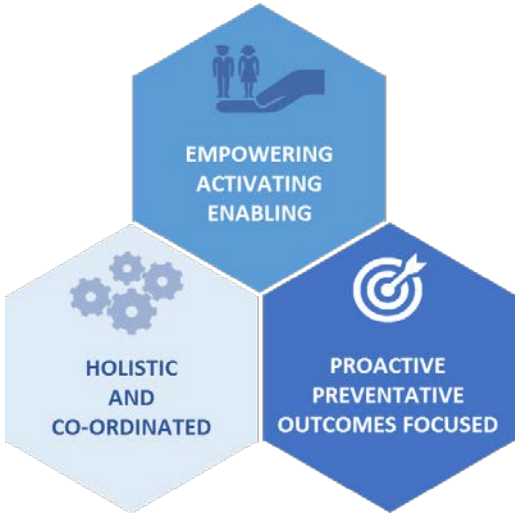 EMPOWERING
ACTIVATING
ENABLING
HOLISTIC
AND
CO-ORDINATED
PROACTIVE
PREVENTATIVE
OUTCOMES FOCUSED